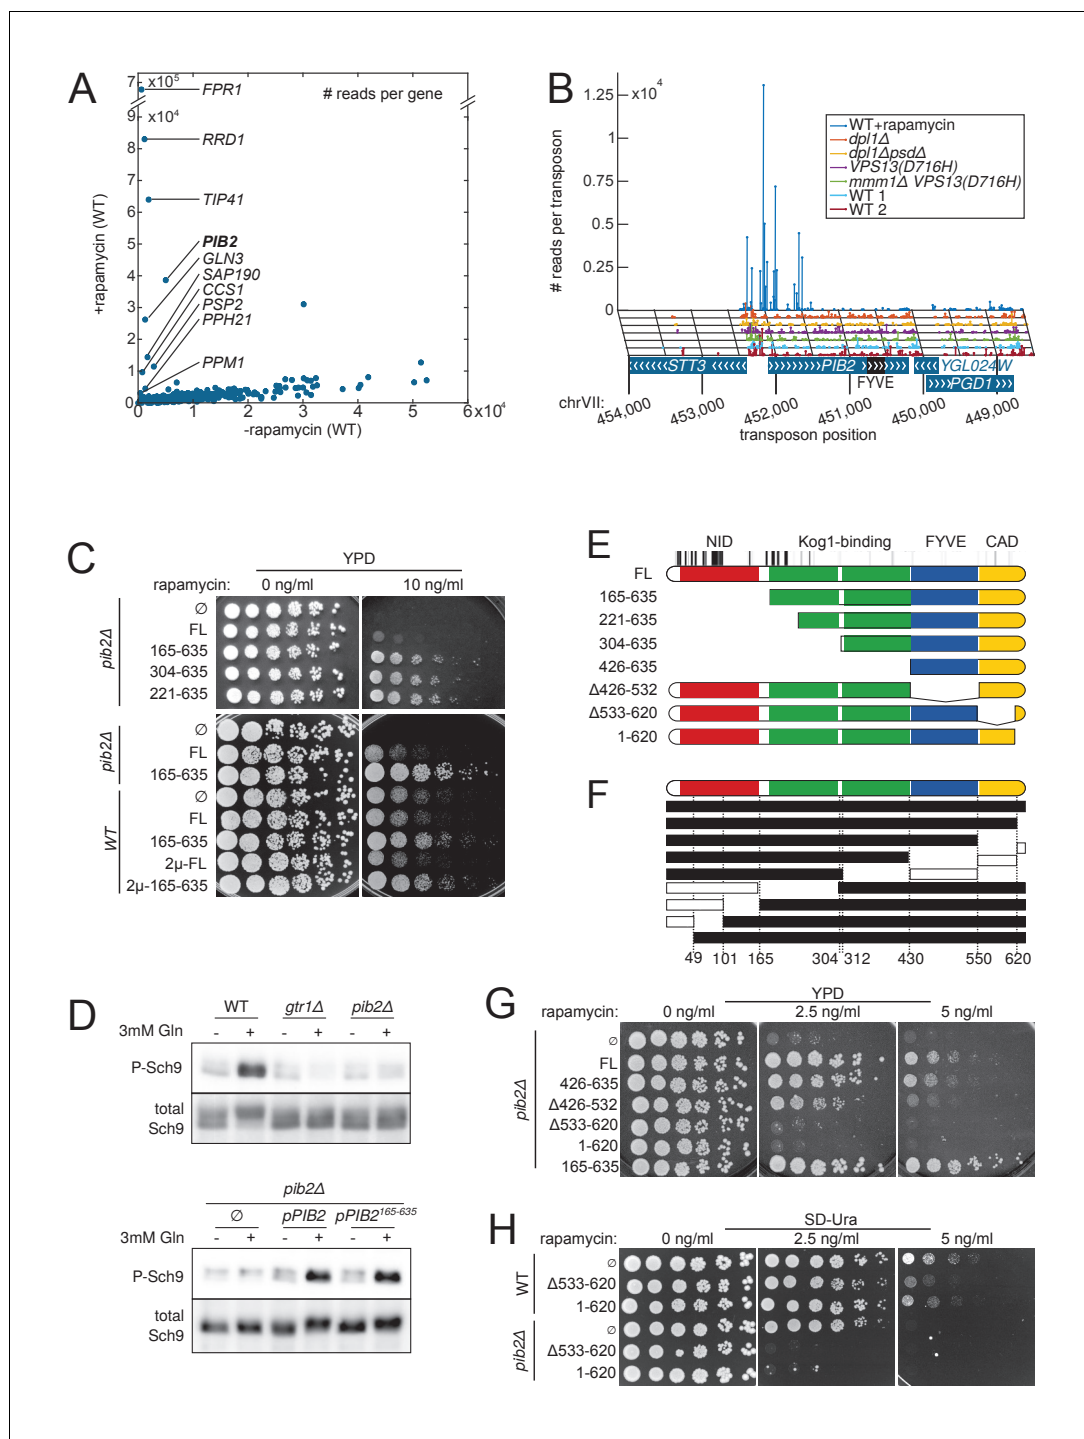 A
7 x10⁵
FPR1
# reads per gene
9 x10⁴
8
RRD1
7
TIP41
6
5
PIB2
GLN3
4
SAP190
CCS1
3
PSP2
2
PPH21
1
PPM1
0
+rapamycin (WT)
0 1 2 3 4 5 6 x10⁴
-rapamycin (WT)
B
x10⁴
1.25
1
0.75
0.5
0.25
0
# reads per transposon
WT+rapamycin
dpl1Δ
dpl1Δpsd1Δ
VPS13(D716H)
mmm1Δ VPS13(D716H)
WT 1
WT 2
STT3 PIB2 YGL024W
FYVE PGD1
chrVII:
454,000 453,000 452,000 451,000 450,000 449,000
transposon position
C
YPD
rapamycin: 0 ng/ml 10 ng/ml
pib2Δ
∅
FL
165-635
304-635
221-635
pib2Δ
∅
FL
165-635
WT
∅
FL
165-635
2μ-FL
2μ-165-635
D
WT gtr1Δ pib2Δ
3mM Gln - + - + - +
P-Sch9
total
Sch9
pib2Δ
∅ pPIB2 pPIB2¹⁶⁵⁻⁶³⁵
3mM Gln - + - + - +
P-Sch9
total
Sch9
E
NID Kog1-binding FYVE CAD
FL
165-635
221-635
304-635
426-635
Δ426-532
Δ533-620
1-620
F
49 101 165 304 312 430 550 620
G
YPD
rapamycin: 0 ng/ml 2.5 ng/ml 5 ng/ml
pib2Δ
∅
FL
426-635
Δ426-532
Δ533-620
1-620
165-635
H
SD-Ura
rapamycin: 0 ng/ml 2.5 ng/ml 5 ng/ml
WT
∅
Δ533-620
1-620
pib2Δ
∅
Δ533-620
1-620